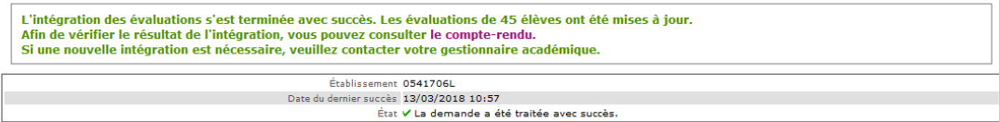 L'intégration des évaluations s'est terminée avec succès. Les évaluations de 45 élèves ont été mises à jour.
Afin de vérifier le résultat de l'intégration, vous pouvez consulter le compte-rendu.
Si une nouvelle intégration est nécessaire, veuillez contacter votre gestionnaire académique.
Établissement 0541706L
Date du dernier succès 13/03/2018 10:57
État ✓ La demande a été traitée avec succès.